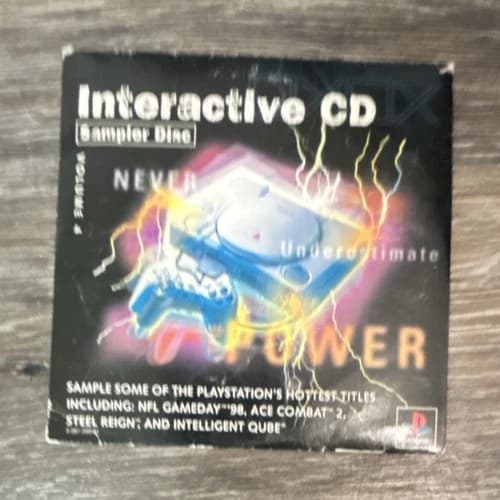 Interactive CD
Sampler Disc
VOLUME 4
NEVER
Underestimate
POWER
SAMPLE SOME OF THE PLAYSTATION'S HOTTEST TITLES
INCLUDING: NFL GAMEDAY™'98, ACE COMBAT™ 2,
STEEL REIGN™, AND INTELLIGENT QUBE™